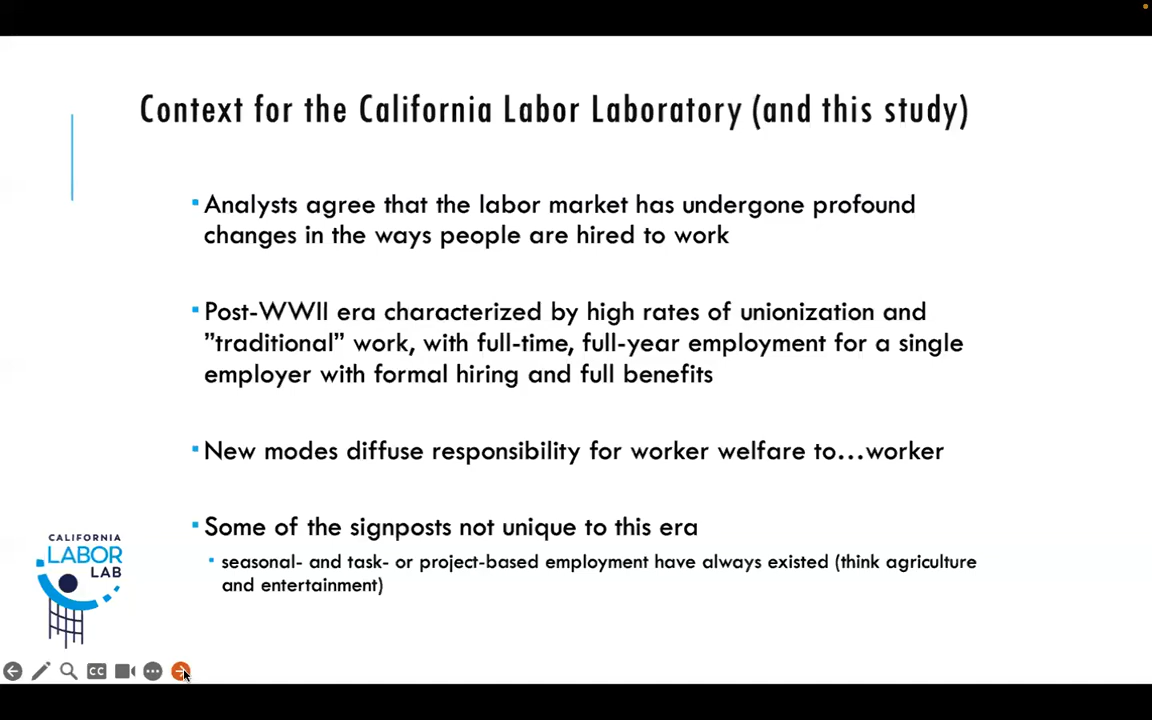 Context for the California Labor Laboratory (and this study)
▪Analysts agree that the labor market has undergone profound
changes in the ways people are hired to work
▪Post-WWII era characterized by high rates of unionization and
”traditional” work, with full-time, full-year employment for a single
employer with formal hiring and full benefits
▪New modes diffuse responsibility for worker welfare to…worker
▪Some of the signposts not unique to this era
▪seasonal- and task- or project-based employment have always existed (think agriculture
and entertainment)
CALIFORNIA
LABOR
LAB
CC